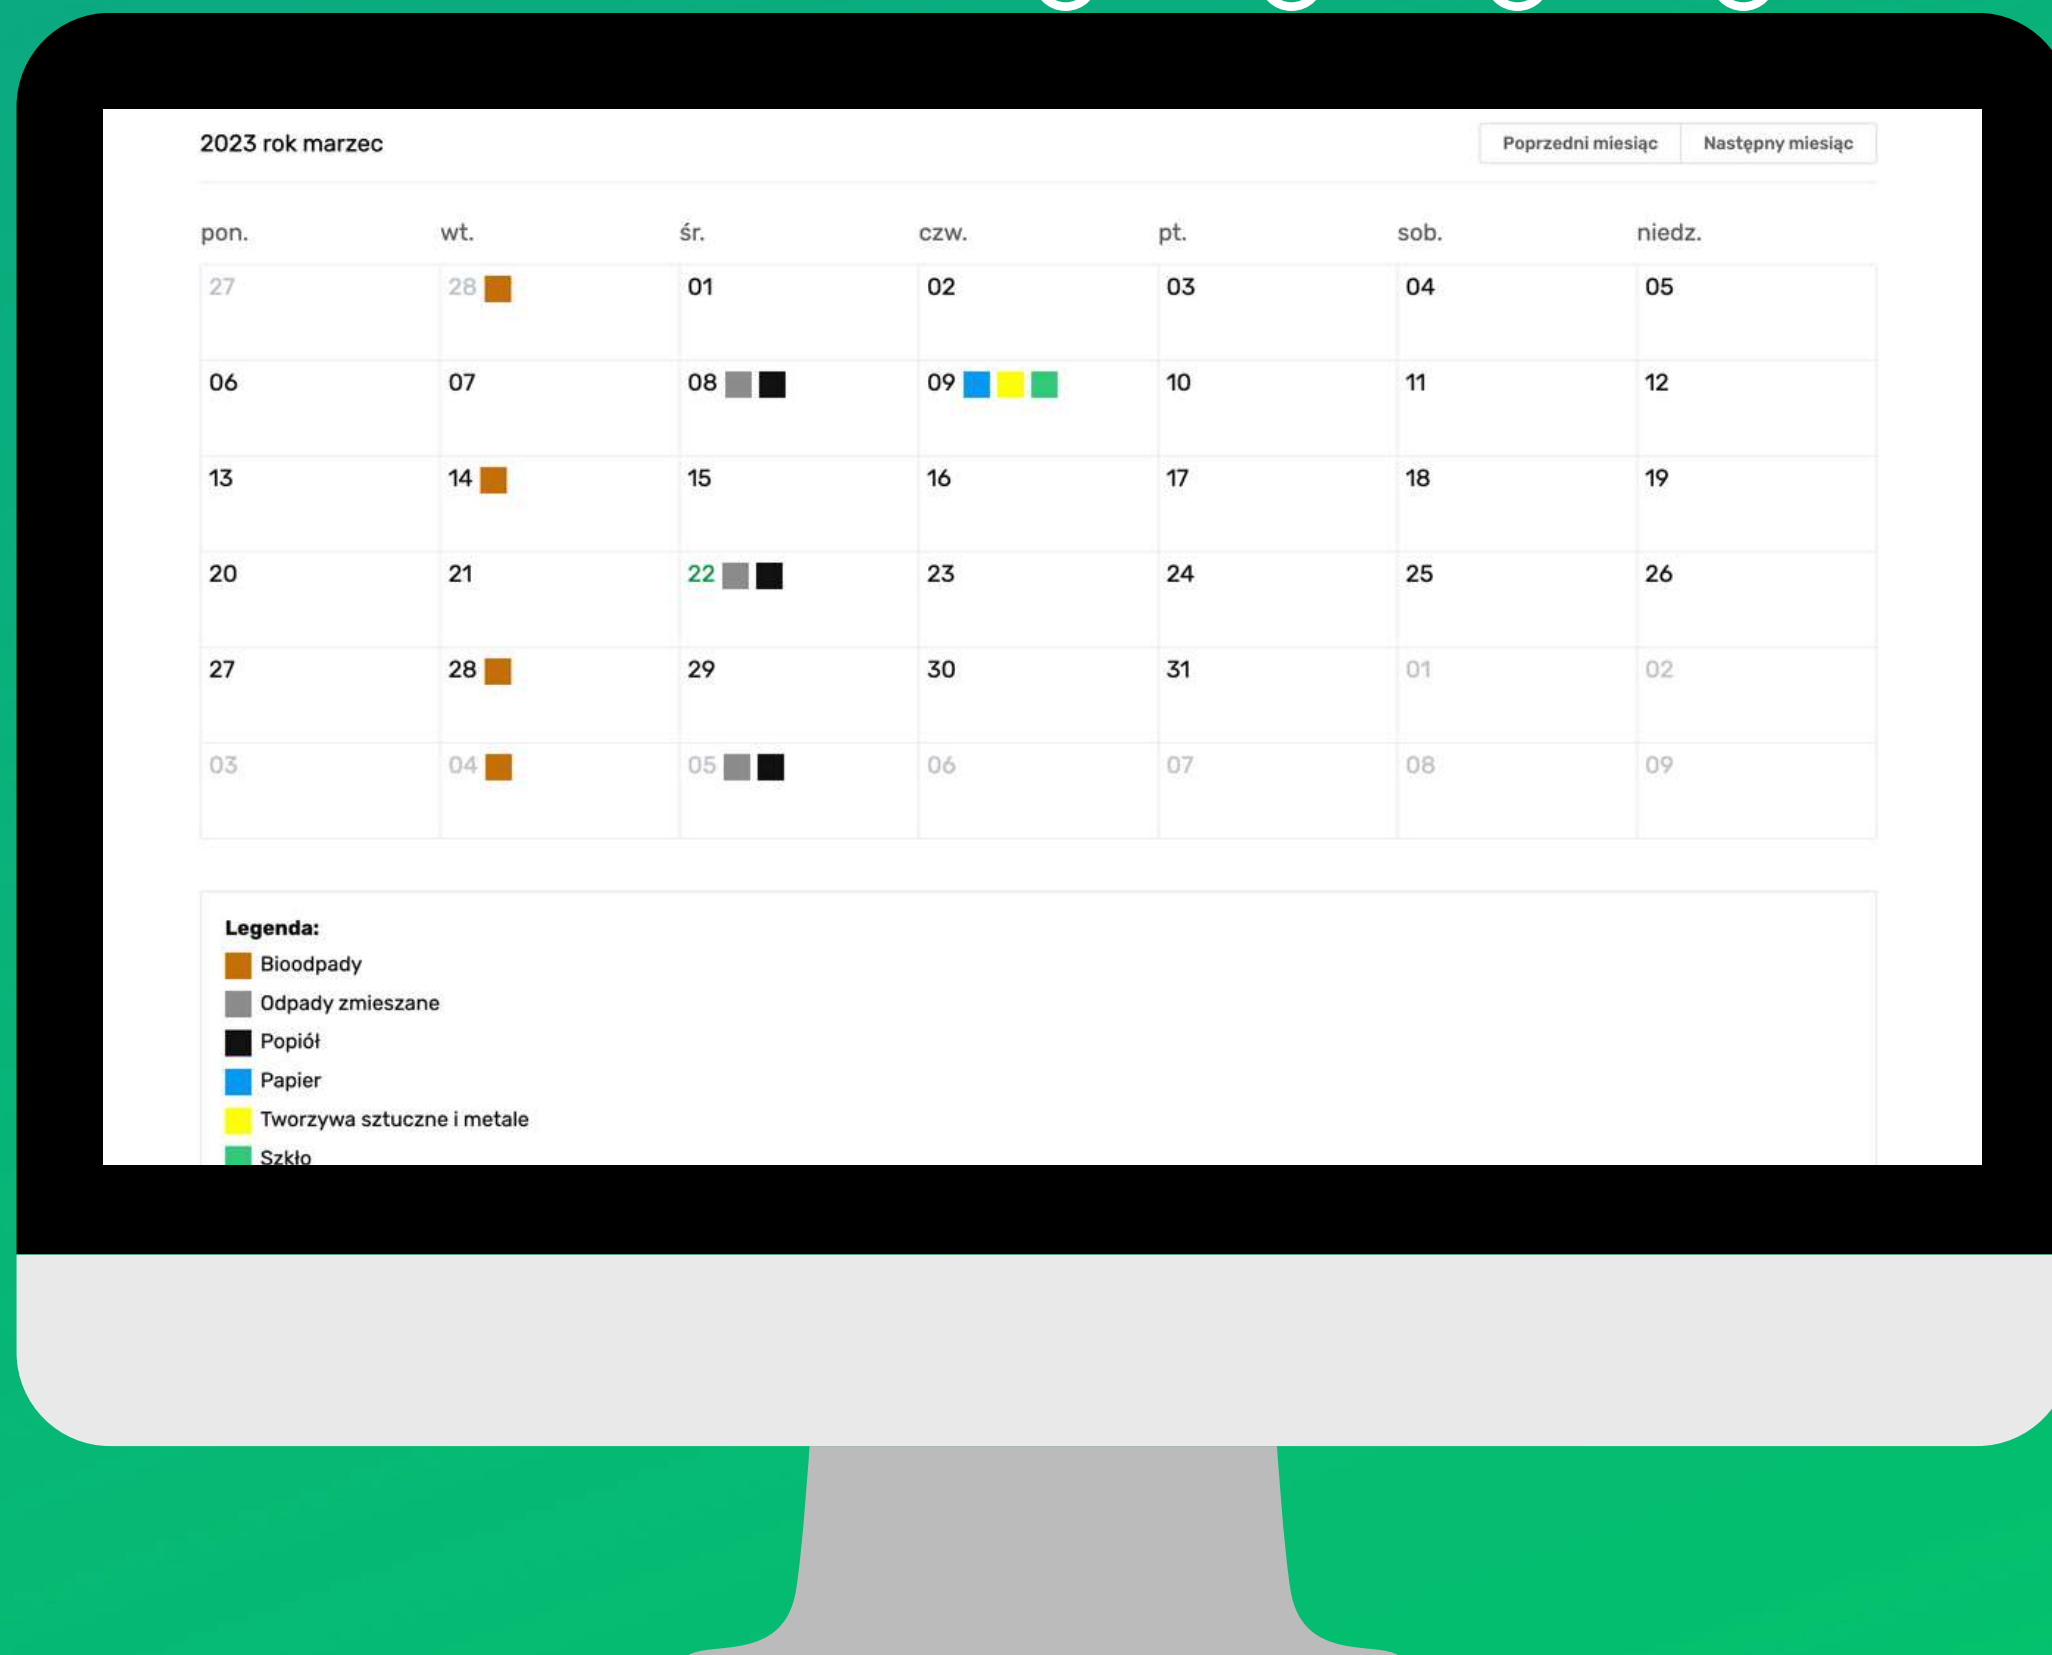 2023 rok marzec
Poprzedni miesiąc Następny miesiąc
pon. wt. śr. czw. pt. sob. niedz.
27 28 01 02 03 04 05
06 07 08 09 10 11 12
13 14 15 16 17 18 19
20 21 22 23 24 25 26
27 28 29 30 31 01 02
03 04 05 06 07 08 09
Legenda:
Bioodpady
Odpady zmieszane
Popiół
Papier
Tworzywa sztuczne i metale
Szkło